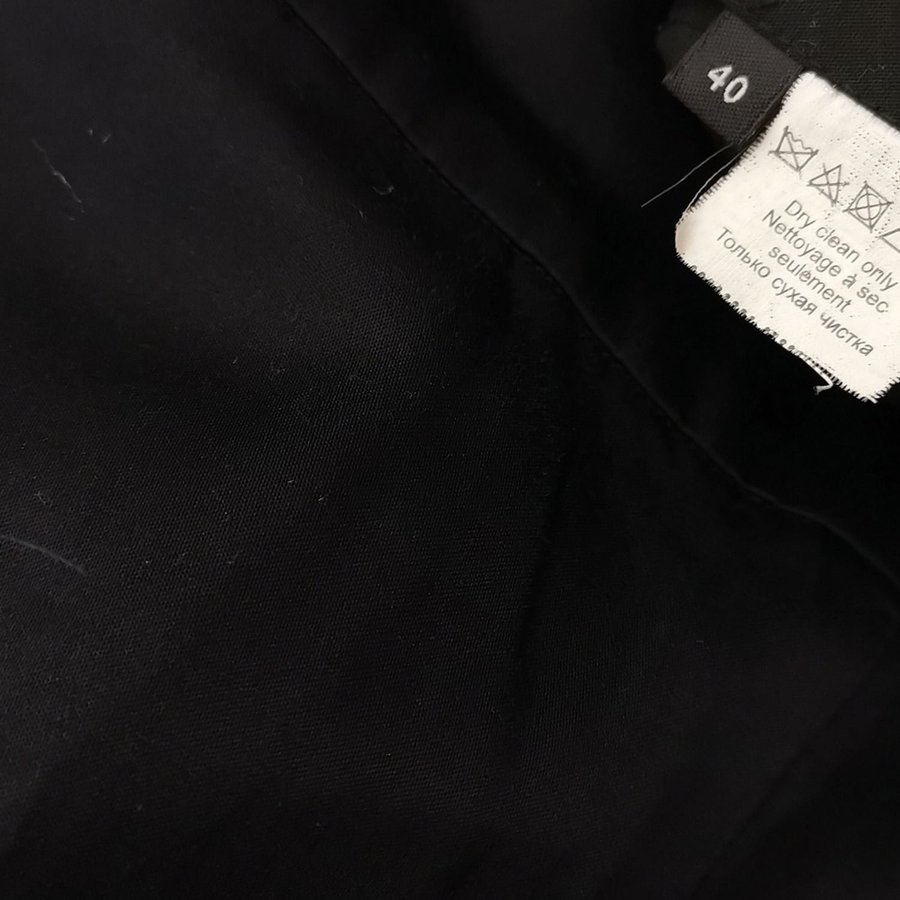 40
Dry clean only
Nettoyage à sec
seulement
Только сухая чистка